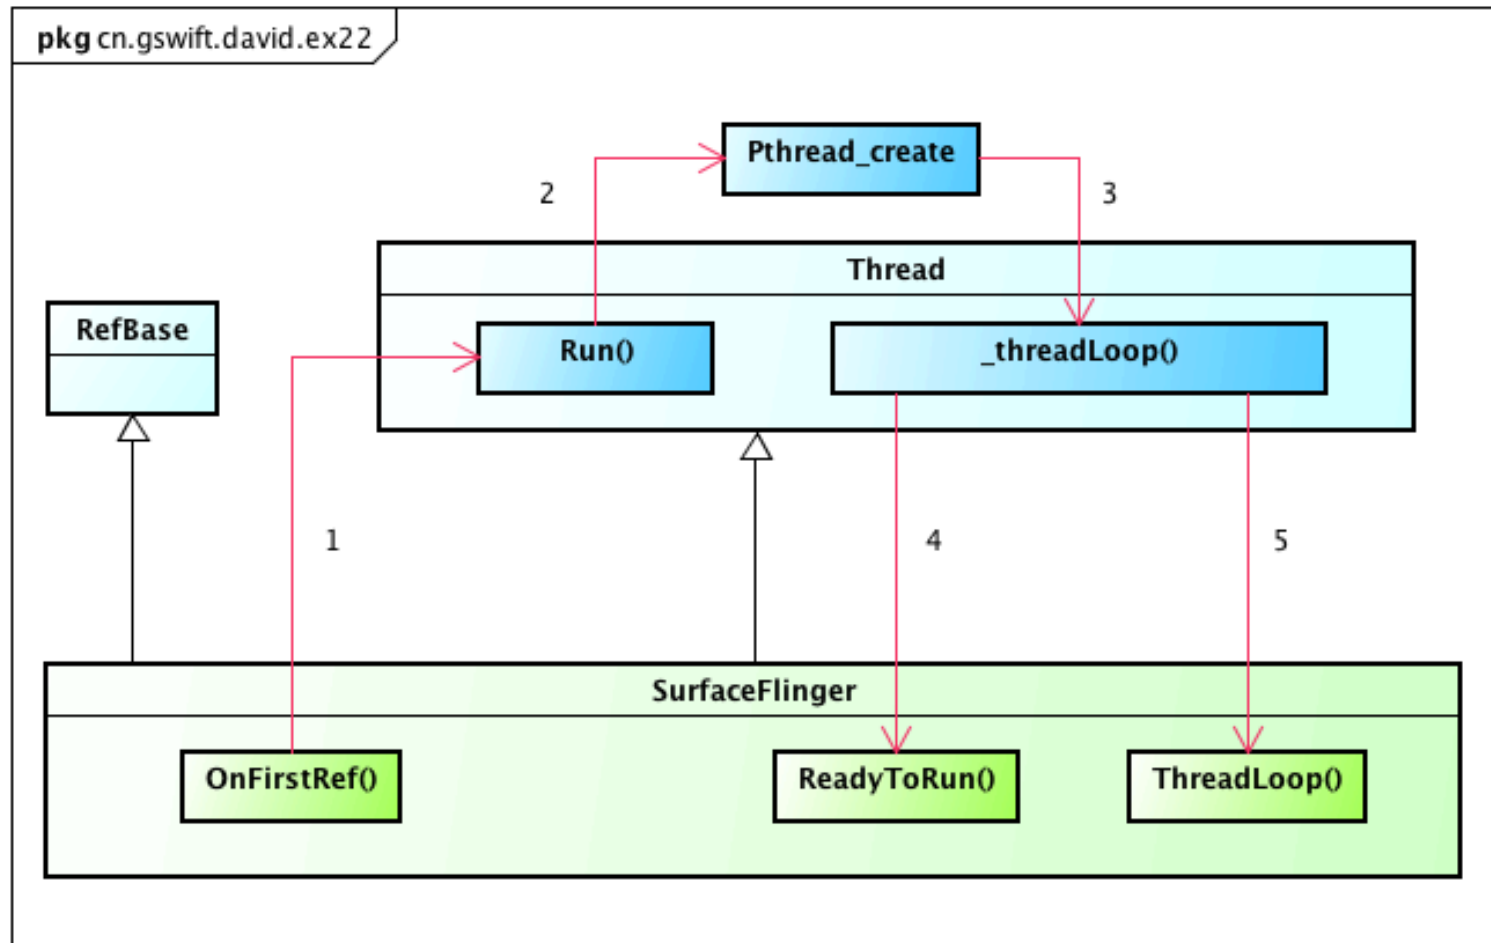 pkg cn.gswift.david.ex22
Pthread_create
2
3
Thread
RefBase
Run()
_threadLoop()
1
4
5
SurfaceFlinger
OnFirstRef()
ReadyToRun()
ThreadLoop()